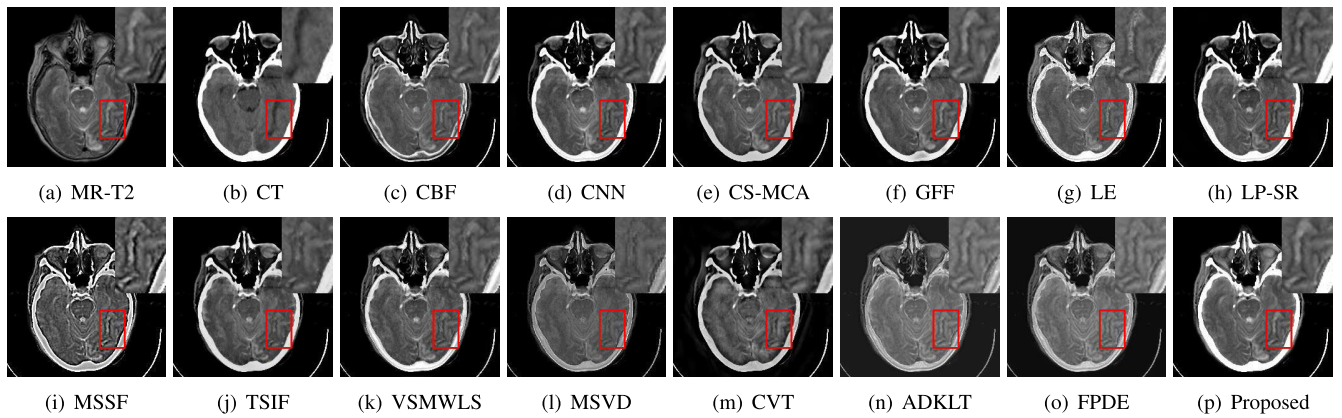 (a) MR-T2 (b) CT (c) CBF (d) CNN (e) CS-MCA (f) GFF (g) LE (h) LP-SR
(i) MSSF (j) TSIF (k) VSMWLS (l) MSVD (m) CVT (n) ADKLT (o) FPDE (p) Proposed